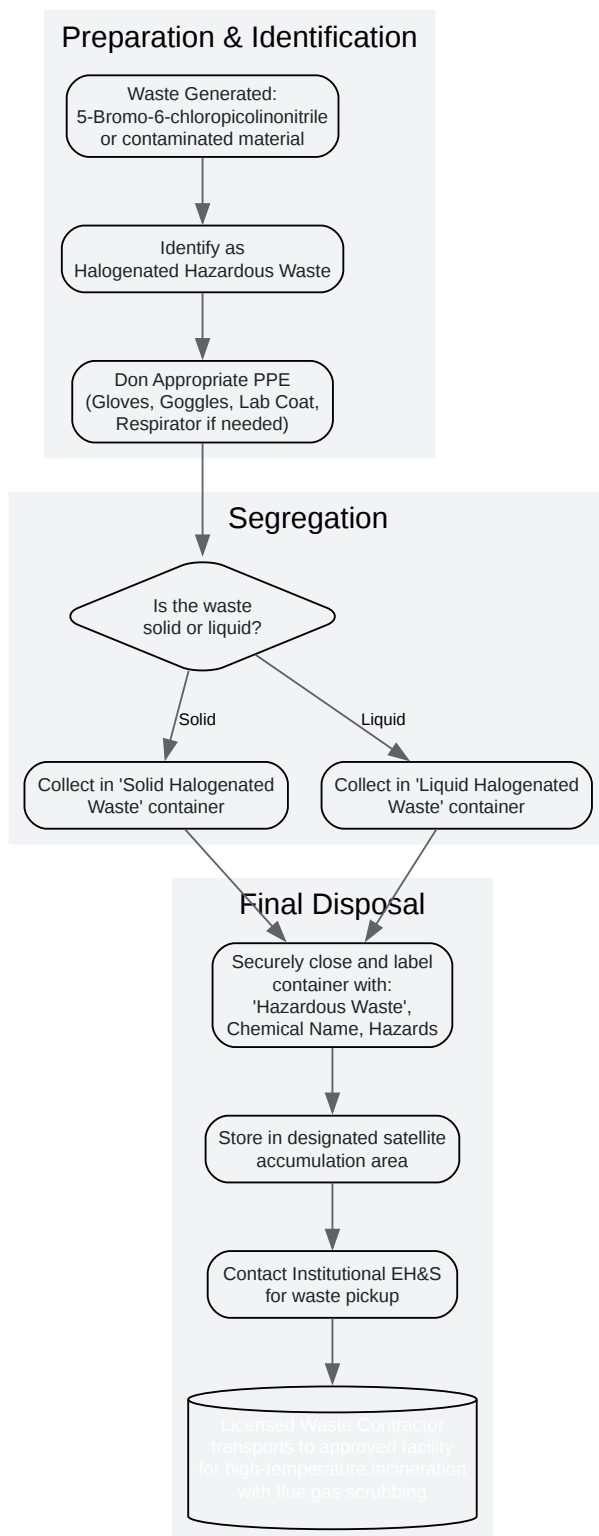 Preparation & Identification
Waste Generated:
5-Bromo-6-chloropicolinonitrile
or contaminated material
Identify as
Halogenated Hazardous Waste
Don Appropriate PPE
(Gloves, Goggles, Lab Coat,
Respirator if needed)
Segregation
Is the waste
solid or liquid?
Solid
Liquid
Collect in 'Solid Halogenated
Waste' container
Collect in 'Liquid Halogenated
Waste' container
Final Disposal
Securely close and label
container with:
'Hazardous Waste',
Chemical Name, Hazards
Store in designated satellite
accumulation area
Contact Institutional EH&S
for waste pickup
Licensed Waste Contractor
transports to approved facility
for high-temperature incineration
with flue gas scrubbing